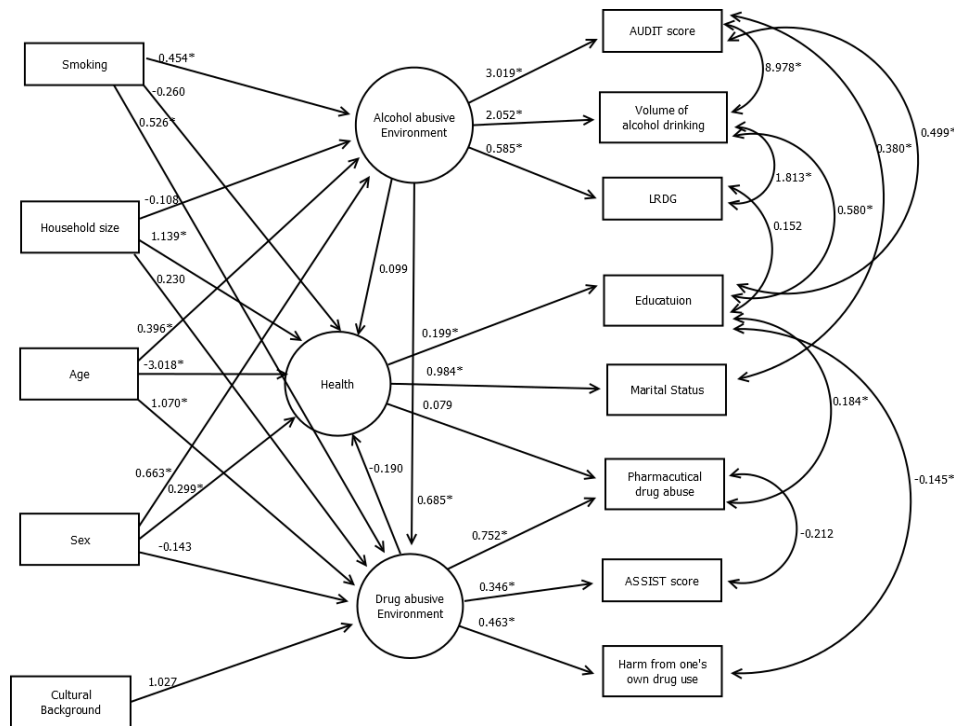 Smoking
Household size
Age
Sex
Cultural
Background
0.454*
-0.260
0.526*
-0.108
1.139*
0.230
0.396*
-3.018*
1.070*
0.663*
0.299*
-0.143
1.027
Alcohol abusive
Environment
Health
Drug abusive
Environment
0.099
-0.190
0.685*
3.019*
2.052*
0.585*
0.199*
0.984*
0.079
0.752*
0.346*
0.463*
AUDIT score
Volume of
alcohol drinking
LRDG
Educatuion
Marital Status
Pharmacutical
drug abuse
ASSIST score
Harm from one's
own drug use
8.978*
0.499*
0.380*
1.813*
0.580*
0.152
0.184*
-0.145*
-0.212